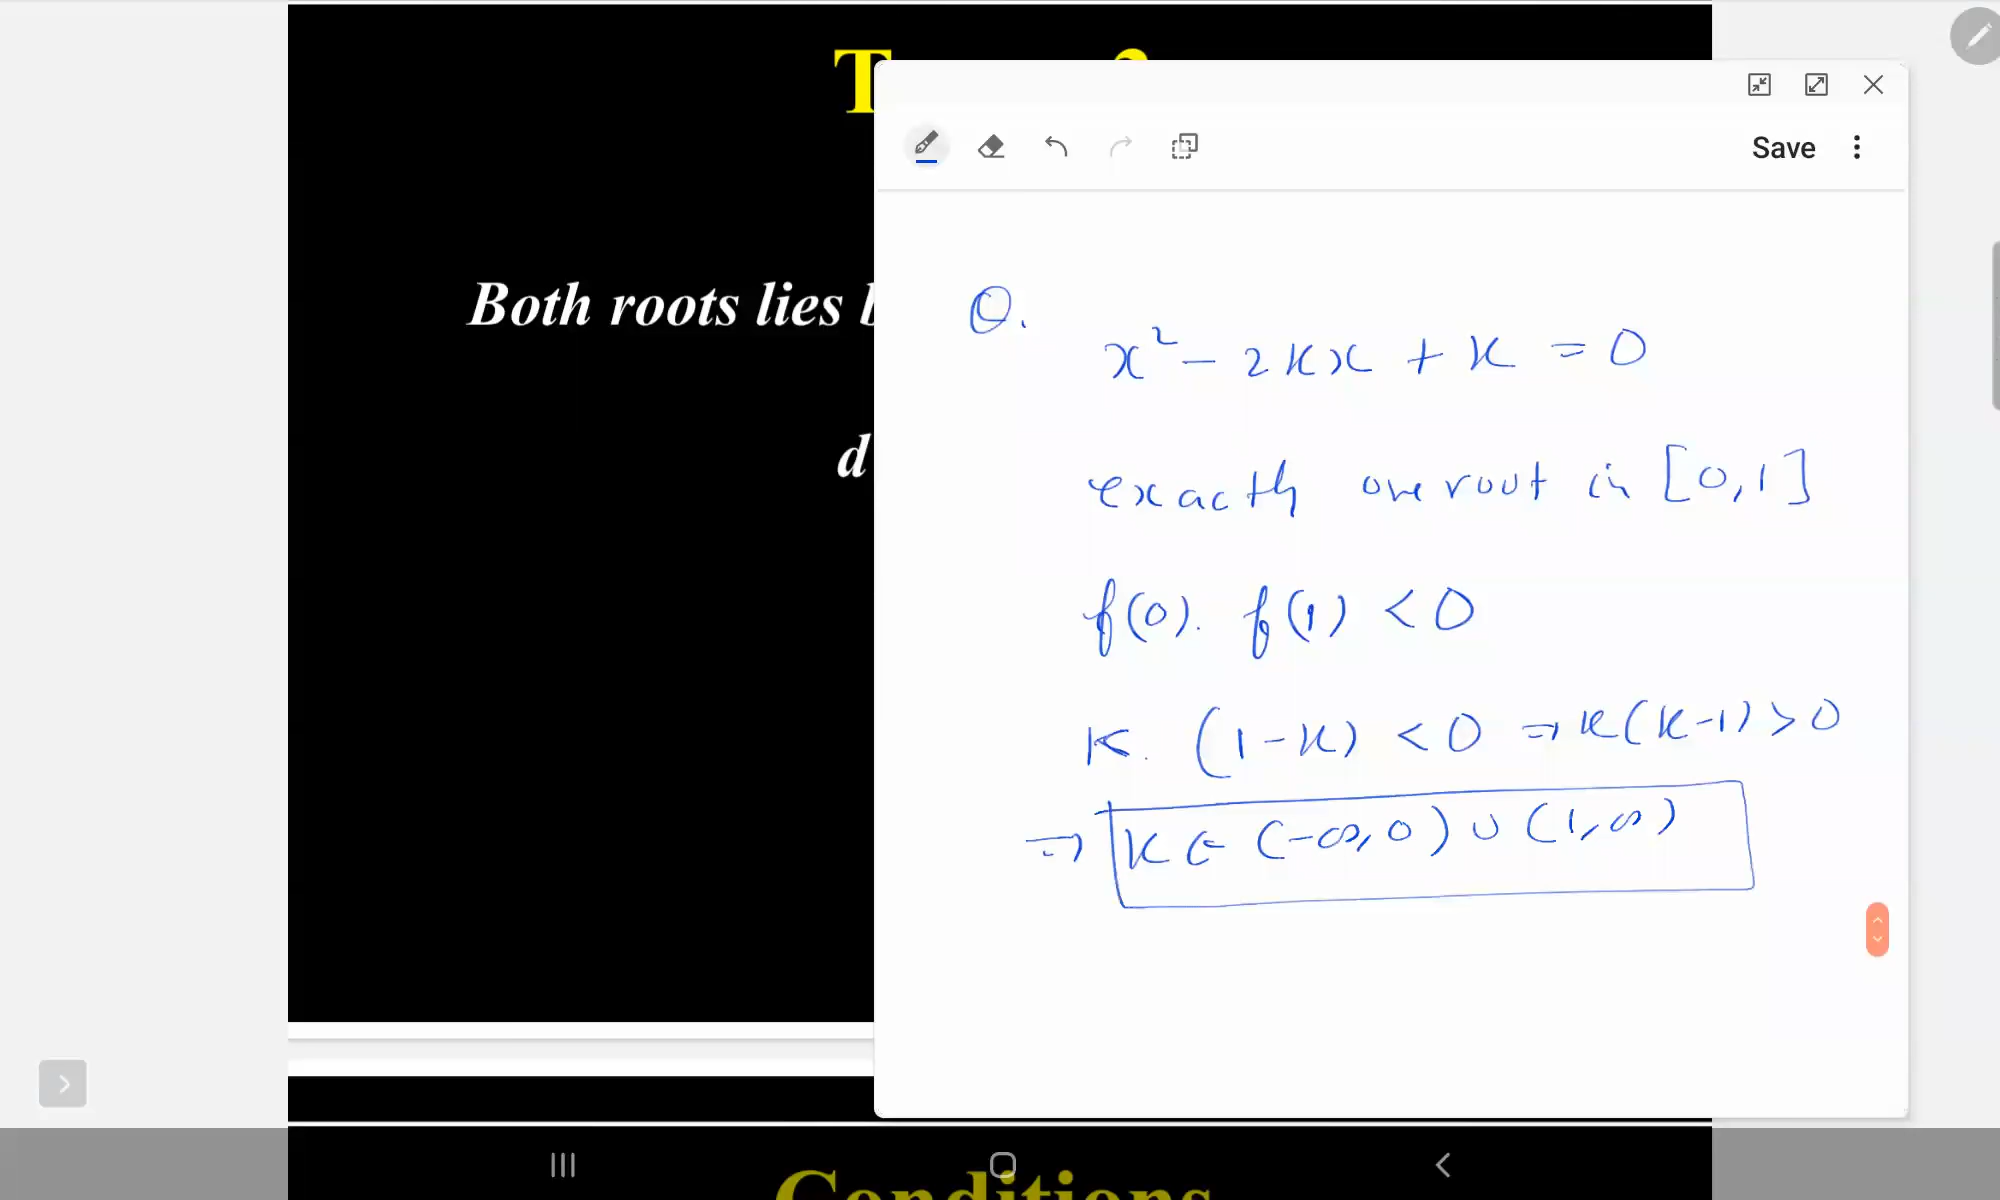 Both roots lies
d
Save
Q.
x² - 2kx + k = 0
exactly one root in [0,1]
f(0). f(1) < 0
k. (1-k) < 0 ⇒ k(k-1) > 0
⇒ k ∈ (-∞, 0) ∪ (1, ∞)
Conditions